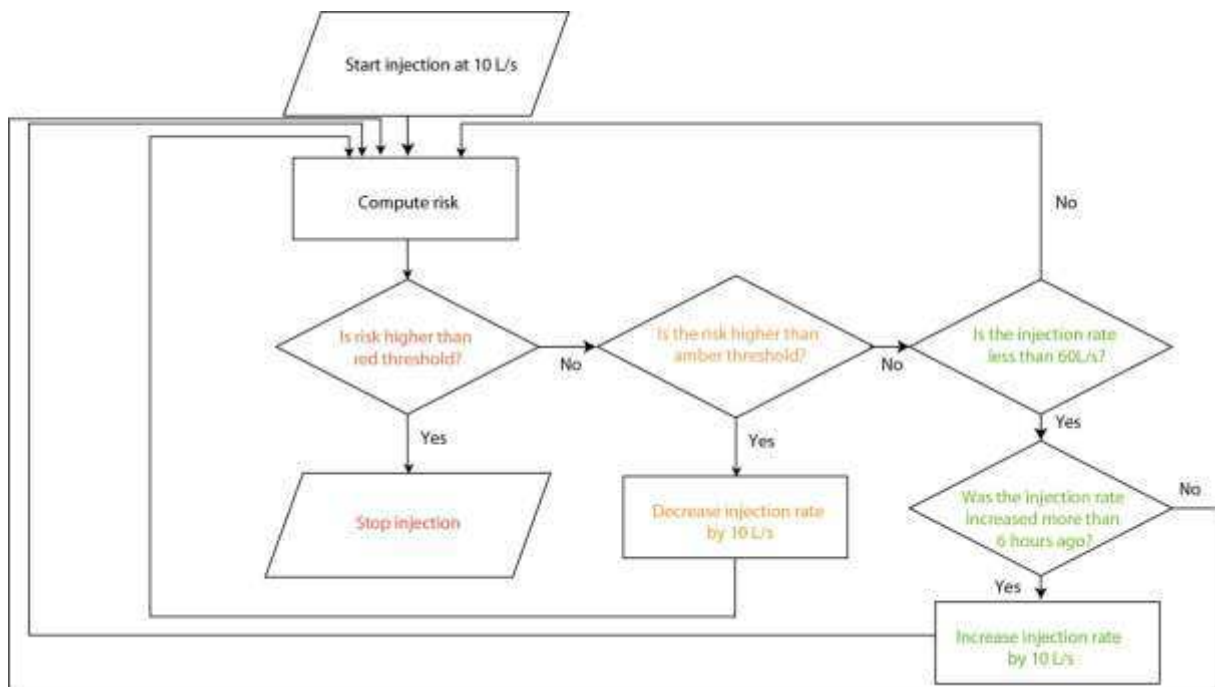 Start injection at 10 L/s
Compute risk
No
Is risk higher than
red threshold?
No
Is the risk higher than
amber threshold?
No
Is the injection rate
less than 60L/s?
Yes
Yes
Yes
Stop injection
Decrease injection rate
by 10 L/s
Was the injection rate
increased more than
6 hours ago?
No
Yes
Increase injection rate
by 10 L/s